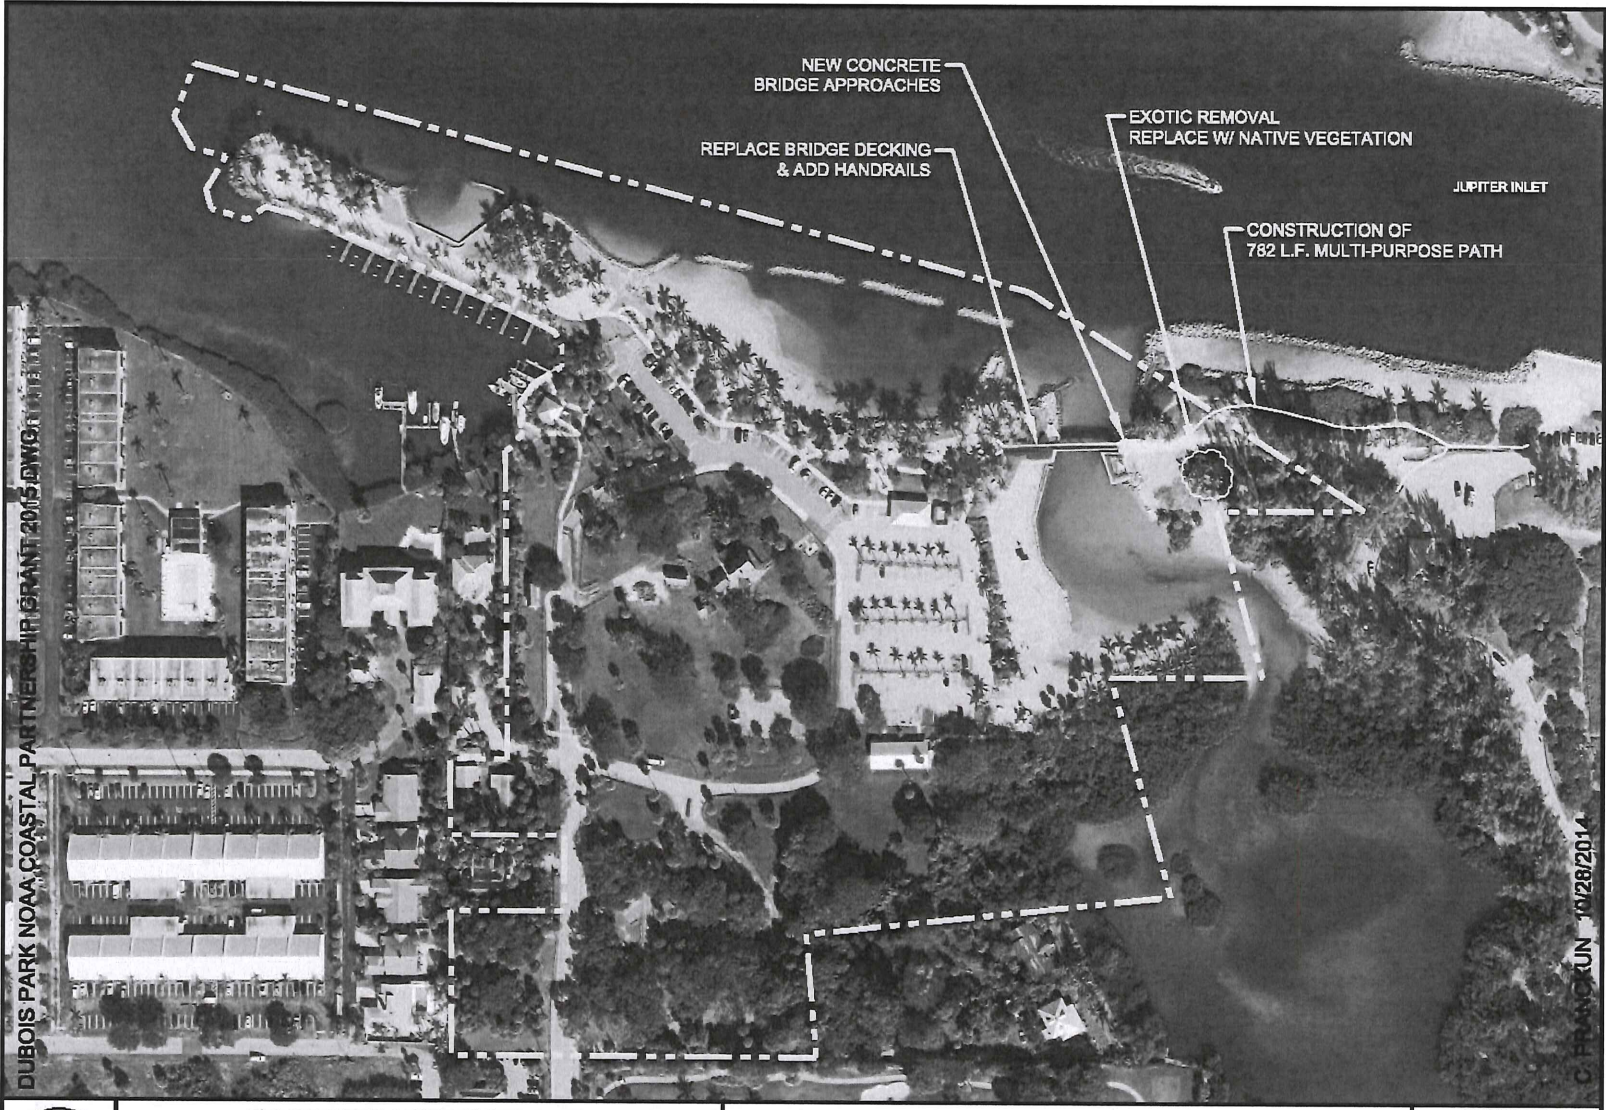 NEW CONCRETE
BRIDGE APPROACHES
EXOTIC REMOVAL
REPLACE W/ NATIVE VEGETATION
REPLACE BRIDGE DECKING
& ADD HANDRAILS
JUPITER INLET
CONSTRUCTION OF
782 L.F. MULTI-PURPOSE PATH
DUBOIS PARK NOAA COASTAL PARTNERSHIP GRANT 2015.DWG
10/28/2014